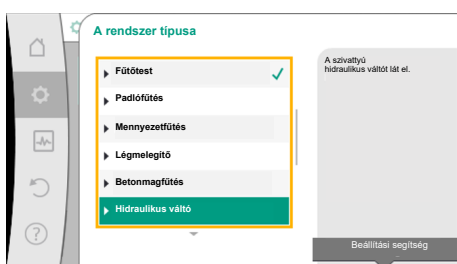 A rendszer típusa
Fűtőtest
Padlófűtés
Mennyezetfűtés
Légmelegítő
Betonmagfűtés
Hidraulikus váltó
A szivattyú
hidraulikus váltót lát el.
Beállítási segítség